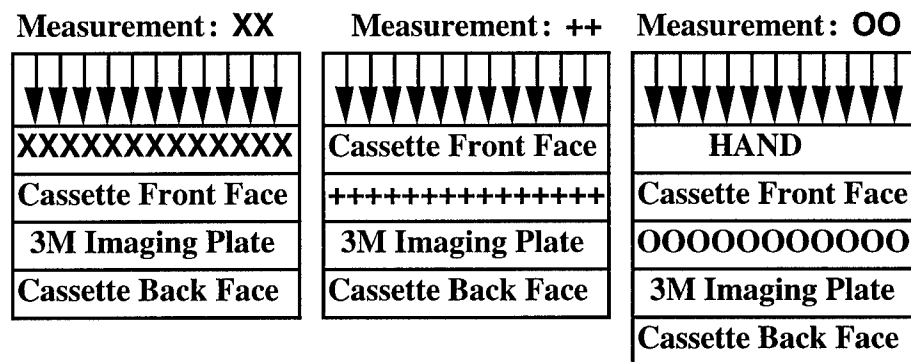 Measurement: XX
XXXXXXXXXXXXX
Cassette Front Face
3M Imaging Plate
Cassette Back Face
Measurement: ++
Cassette Front Face
+++++++++++++++
3M Imaging Plate
Cassette Back Face
Measurement: OO
HAND
Cassette Front Face
OOOOOOOOOOO
3M Imaging Plate
Cassette Back Face